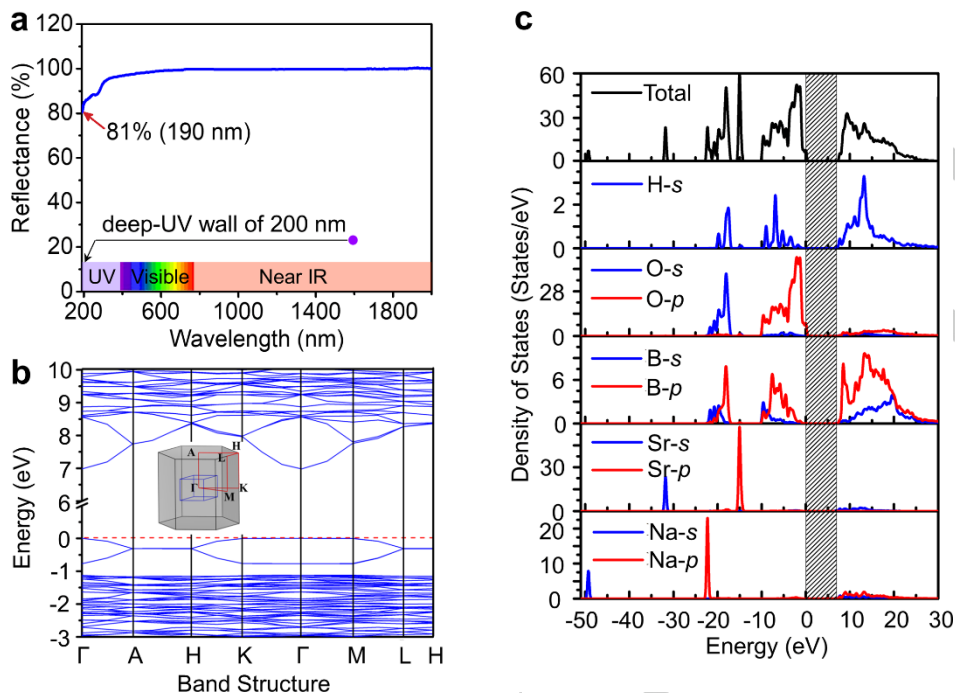 a
Reflectance (%)
120
100
80
60
40
20
0
81% (190 nm)
deep-UV wall of 200 nm
UV
Visible
Near IR
200 600 1000 1400 1800
Wavelength (nm)
b
Energy (eV)
10
9
8
7
6
0
-1
-2
-3
A
H
L
Γ
K
M
Γ A H K Γ M L H
Band Structure
c
Density of States (States/eV)
60
30
0
Total
2
0
H-s
28
0
O-s
O-p
6
0
B-s
B-p
30
0
Sr-s
Sr-p
20
10
0
Na-s
Na-p
-50 -40 -30 -20 -10 0 10 20 30
Energy (eV)